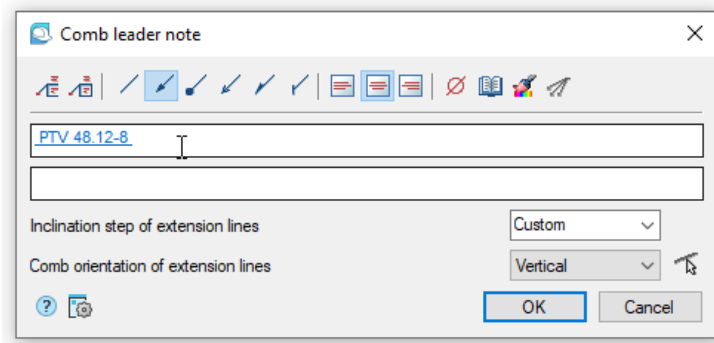 Comb leader note
PTV 48.12-8
Inclination step of extension lines
Custom
Comb orientation of extension lines
Vertical
?
OK
Cancel